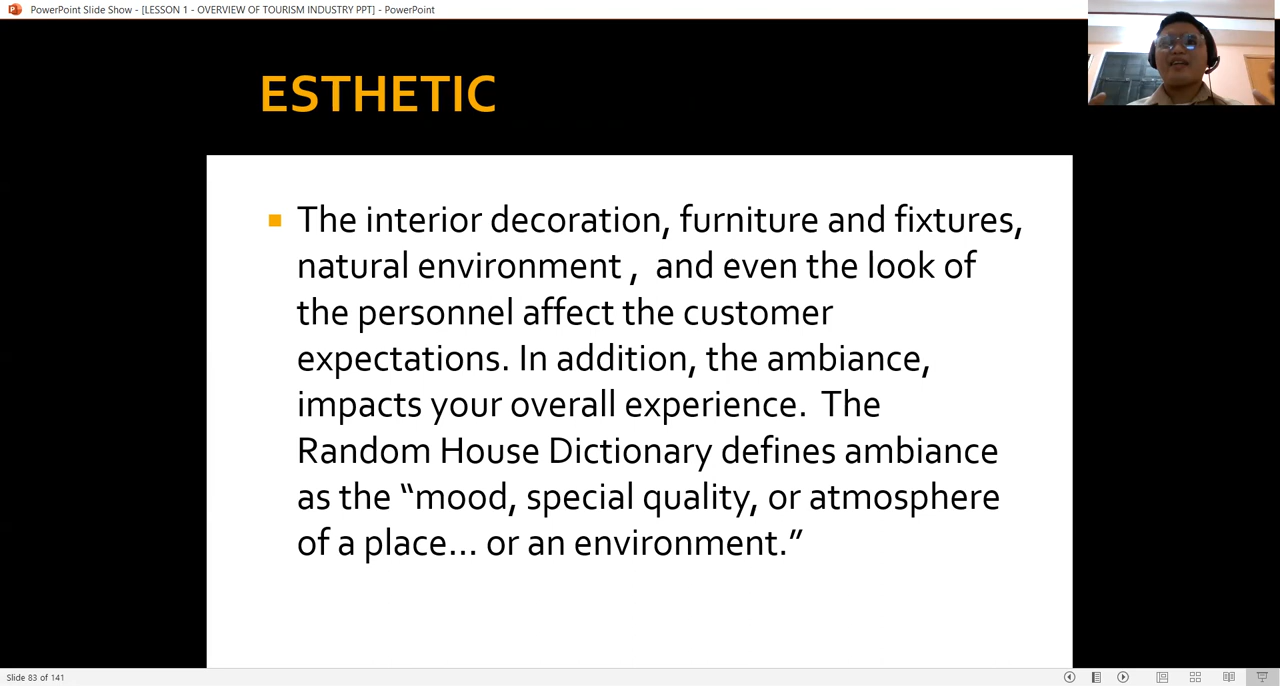 PowerPoint Slide Show - [LESSON 1 - OVERVIEW OF TOURISM INDUSTRY PPT] - PowerPoint
ESTHETIC
The interior decoration, furniture and fixtures,
natural environment ,  and even the look of
the personnel affect the customer
expectations. In addition, the ambiance,
impacts your overall experience.  The
Random House Dictionary defines ambiance
as the “mood, special quality, or atmosphere
of a place... or an environment.”
Slide 83 of 141